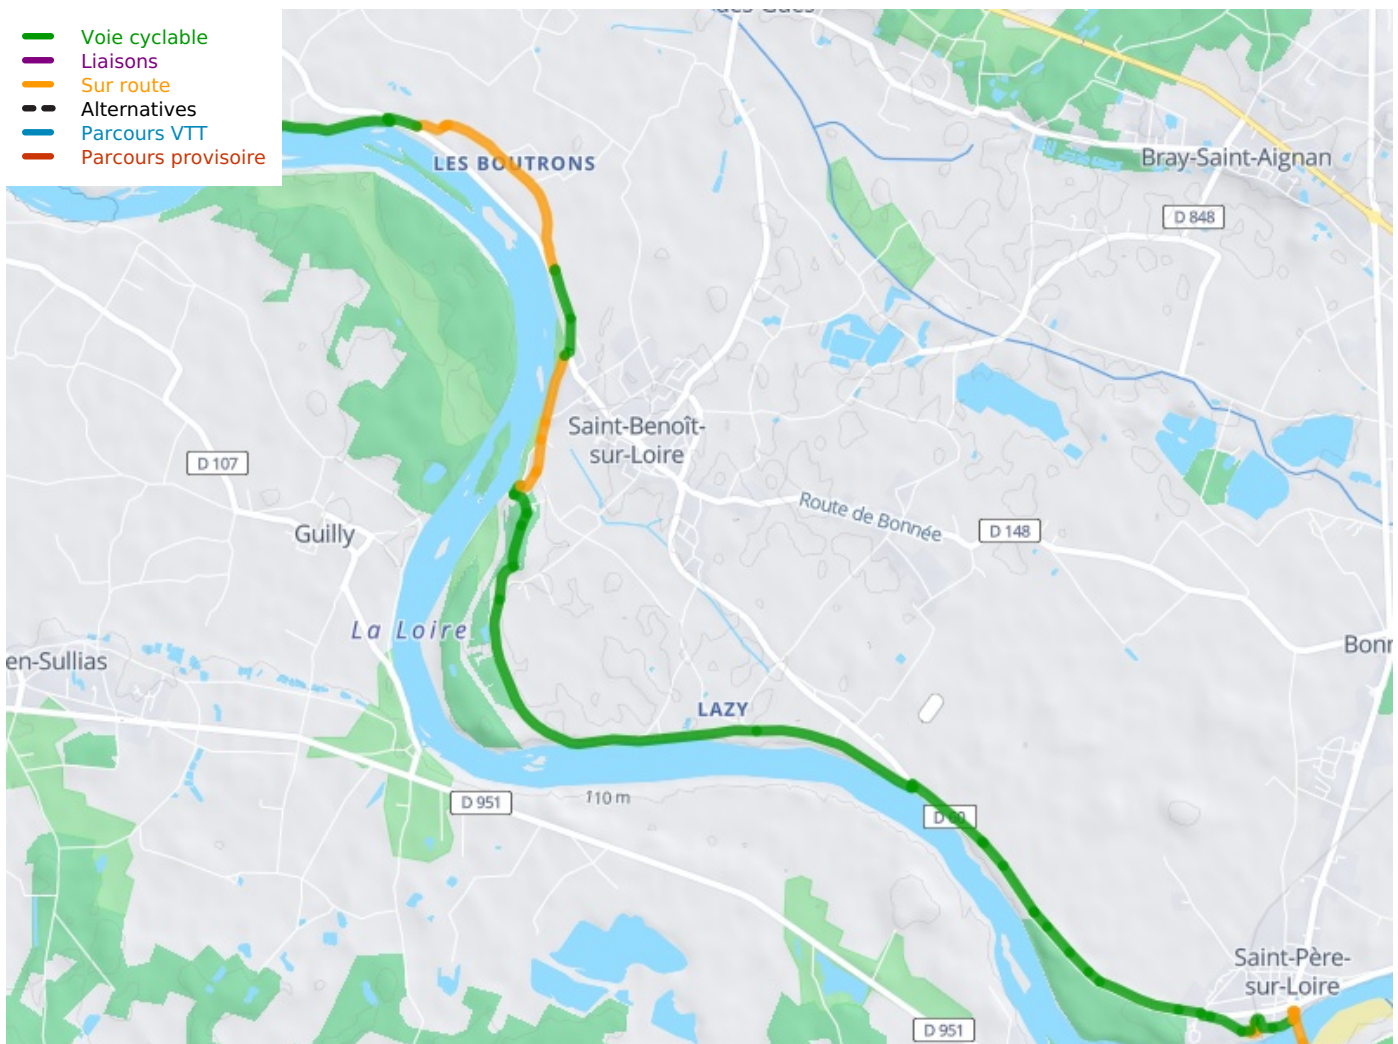 Voie cyclable
Liaisons
Sur route
Alternatives
Parcours VTT
Parcours provisoire
LES BOUTRONS
Bray-Saint-Aignan
D 848
Saint-Benoît-
sur-Loire
D 107
Route de Bonnée
D 148
Guilly
La Loire
en-Sullias
Bonn
LAZY
D 951
110 m
D 60
Saint-Père-
sur-Loire
D 951